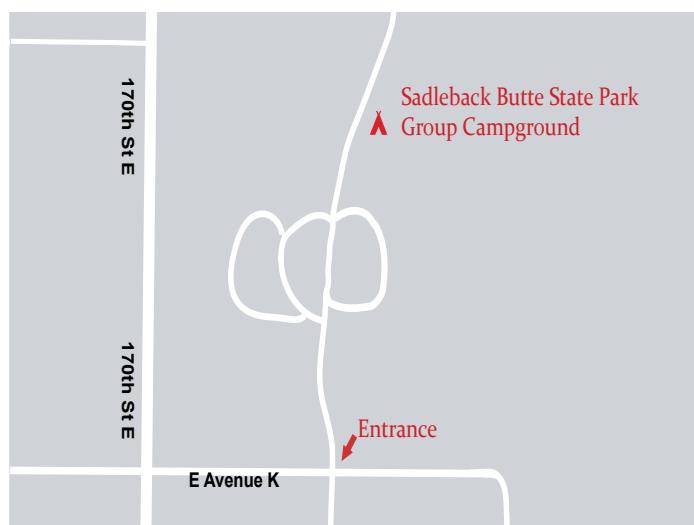 170th St E
Sadleback Butte State Park
Group Campground
170th St E
Entrance
E Avenue K